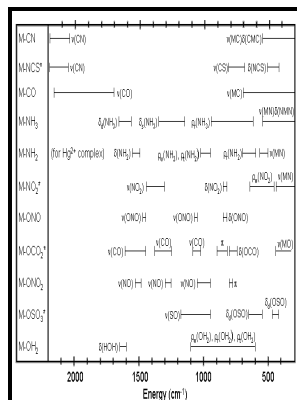 M-CN ν(CN) ν(MC)δ(CMC)
M-NCS* ν(CN) ν(CS) δ(NCS)
M-CO ν(CO) ν(MC)
M-NH₃ δₐ(NH₃) δₛ(NH₃) ρᵣ(NH₃) ν(MN)δ(NMN)
M-NH₂ (for Hg²⁺ complex) δ(NH₂) ρw(NH₂), ρt(NH₂) ρᵣ(NH₂) ν(MN)
M-NO₂* ν(NO₂) δ(NO₂) ρw(NO₂) ν(MN)
M-ONO ν(ONO) ν(ONO) δ(ONO)
M-OCO₂* ν(CO) ν(CO) ν(CO) π δ(OCO) ν(MO)
M-ONO₂ ν(NO) ν(NO) ν(NO) π
M-OSO₃* ν(SO) δd(OSO) δd(OSO)
M-OH₂ δ(HOH) ρw(OH₂), ρt(OH₂), ρᵣ(OH₂)
2000 1500 1000 500
Energy (cm⁻¹)